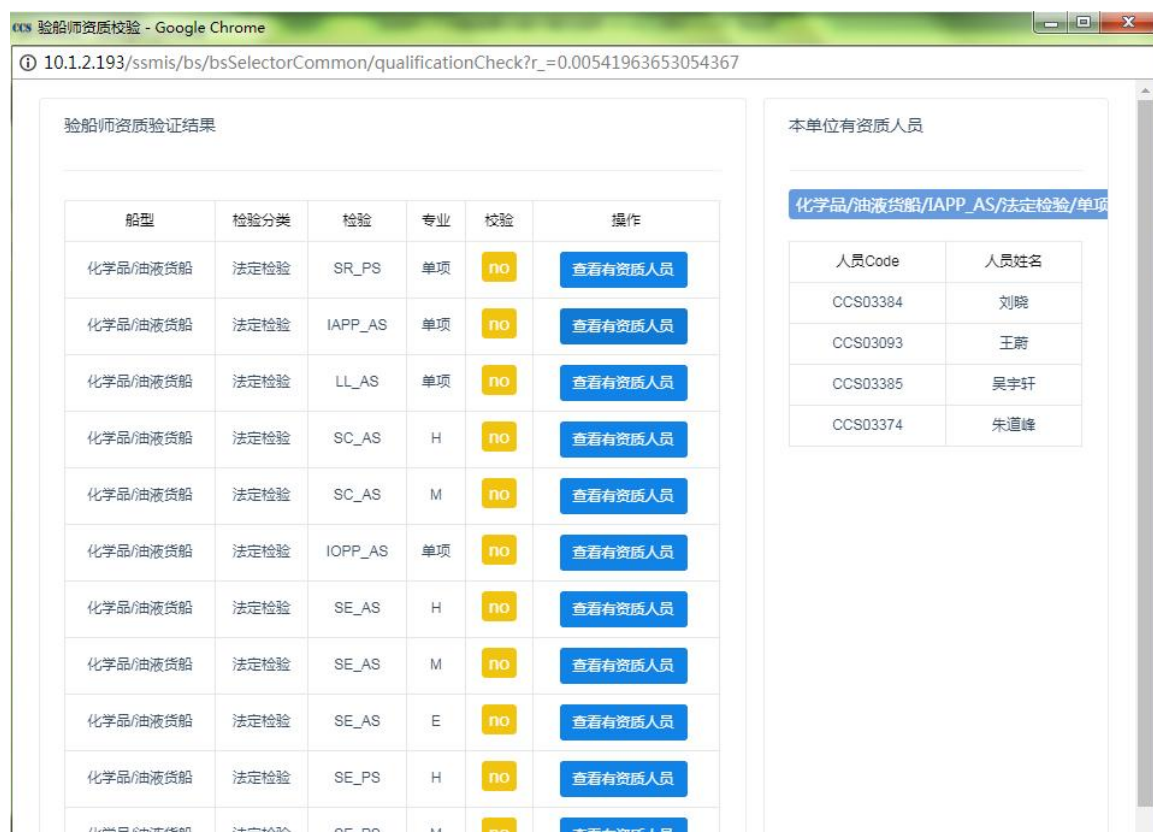 CCS 验船师资质校验 - Google Chrome
10.1.2.193/ssmis/bs/bsSelectorCommon/qualificationCheck?r_=0.00541963653054367
验船师资质验证结果
船型 检验分类 检验 专业 校验 操作
化学品/油液货船 法定检验 SR_PS 单项 no 查看有资质人员
化学品/油液货船 法定检验 IAPP_AS 单项 no 查看有资质人员
化学品/油液货船 法定检验 LL_AS 单项 no 查看有资质人员
化学品/油液货船 法定检验 SC_AS H no 查看有资质人员
化学品/油液货船 法定检验 SC_AS M no 查看有资质人员
化学品/油液货船 法定检验 IOPP_AS 单项 no 查看有资质人员
化学品/油液货船 法定检验 SE_AS H no 查看有资质人员
化学品/油液货船 法定检验 SE_AS M no 查看有资质人员
化学品/油液货船 法定检验 SE_AS E no 查看有资质人员
化学品/油液货船 法定检验 SE_PS H no 查看有资质人员
本单位有资质人员
化学品/油液货船/IAPP_AS/法定检验/单项
人员Code 人员姓名
CCS03384 刘晓
CCS03093 王蔚
CCS03385 吴宇轩
CCS03374 朱道峰